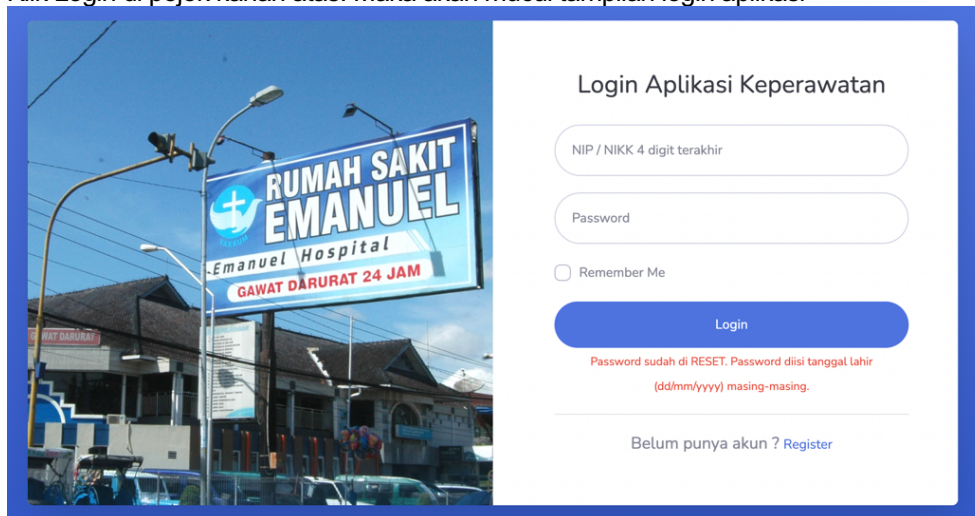 Klik Login di pojok kanan atas. Maka akan muncul tampilan login aplikasi
RUMAH SAKIT
EMANUEL
Emanuel Hospital
GAWAT DARURAT 24 JAM
YAKKUM
GAWAT DARURAT
Login Aplikasi Keperawatan
NIP / NIKK 4 digit terakhir
Password
Remember Me
Login
Password sudah di RESET. Password diisi tanggal lahir
(dd/mm/yyyy) masing-masing.
Belum punya akun ? Register